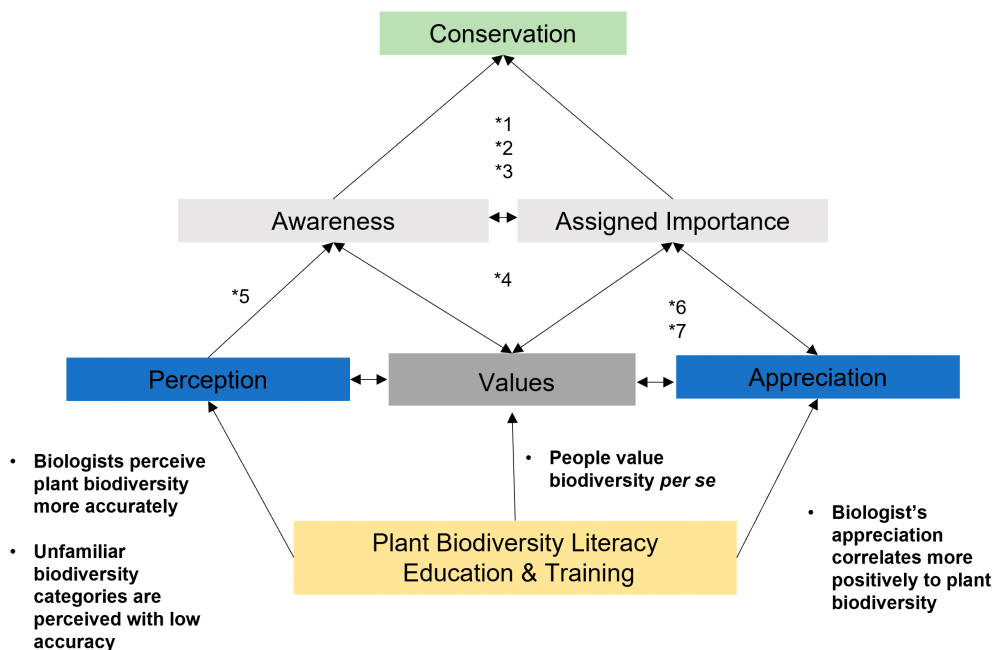 Conservation
*1
*2
*3
Awareness
Assigned Importance
*4
*5
*6
*7
Perception
Values
Appreciation
• Biologists perceive
plant biodiversity
more accurately
• Unfamiliar
biodiversity
categories are
perceived with low
accuracy
• People value
biodiversity per se
Plant Biodiversity Literacy
Education & Training
• Biologist’s
appreciation
correlates more
positively to plant
biodiversity